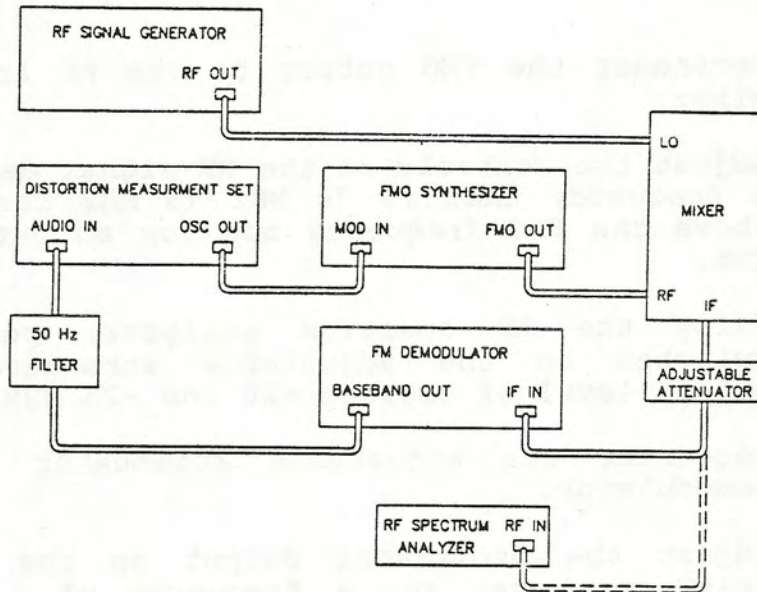 RF SIGNAL GENERATOR
RF OUT
LO
DISTORTION MEASURMENT SET
AUDIO IN
OSC OUT
FMO SYNTHESIZER
MOD IN
FMO OUT
MIXER
RF
IF
50 Hz
FILTER
FM DEMODULATOR
BASEBAND OUT
IF IN
ADJUSTABLE
ATTENUATOR
RF SPECTRUM
ANALYZER
RF IN